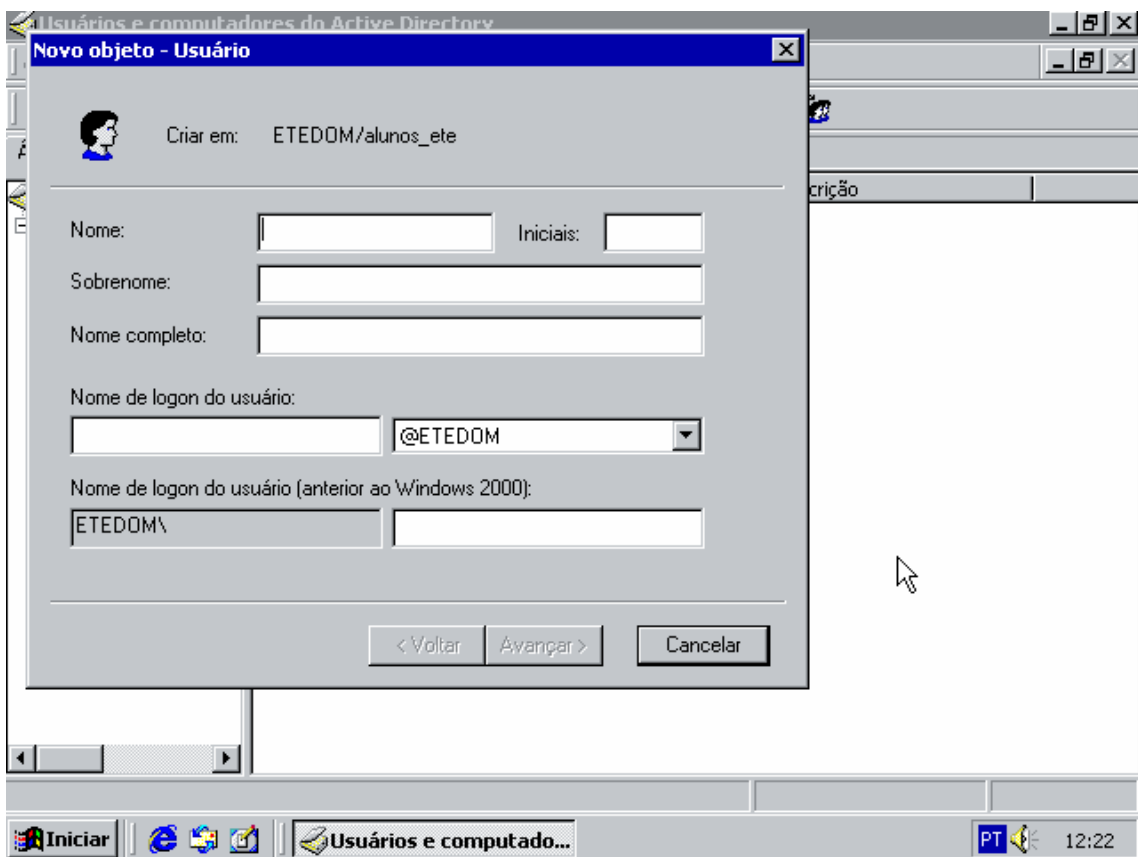 Usuários e computadores do Active Directory
Novo objeto - Usuário
Criar em: ETEDOM/alunos_ete
crição
Nome: Iniciais:
Sobrenome:
Nome completo:
Nome de logon do usuário:
@ETEDOM
Nome de logon do usuário (anterior ao Windows 2000):
ETEDOM\
< Voltar Avançar > Cancelar
Iniciar Usuários e computado... PT 12:22